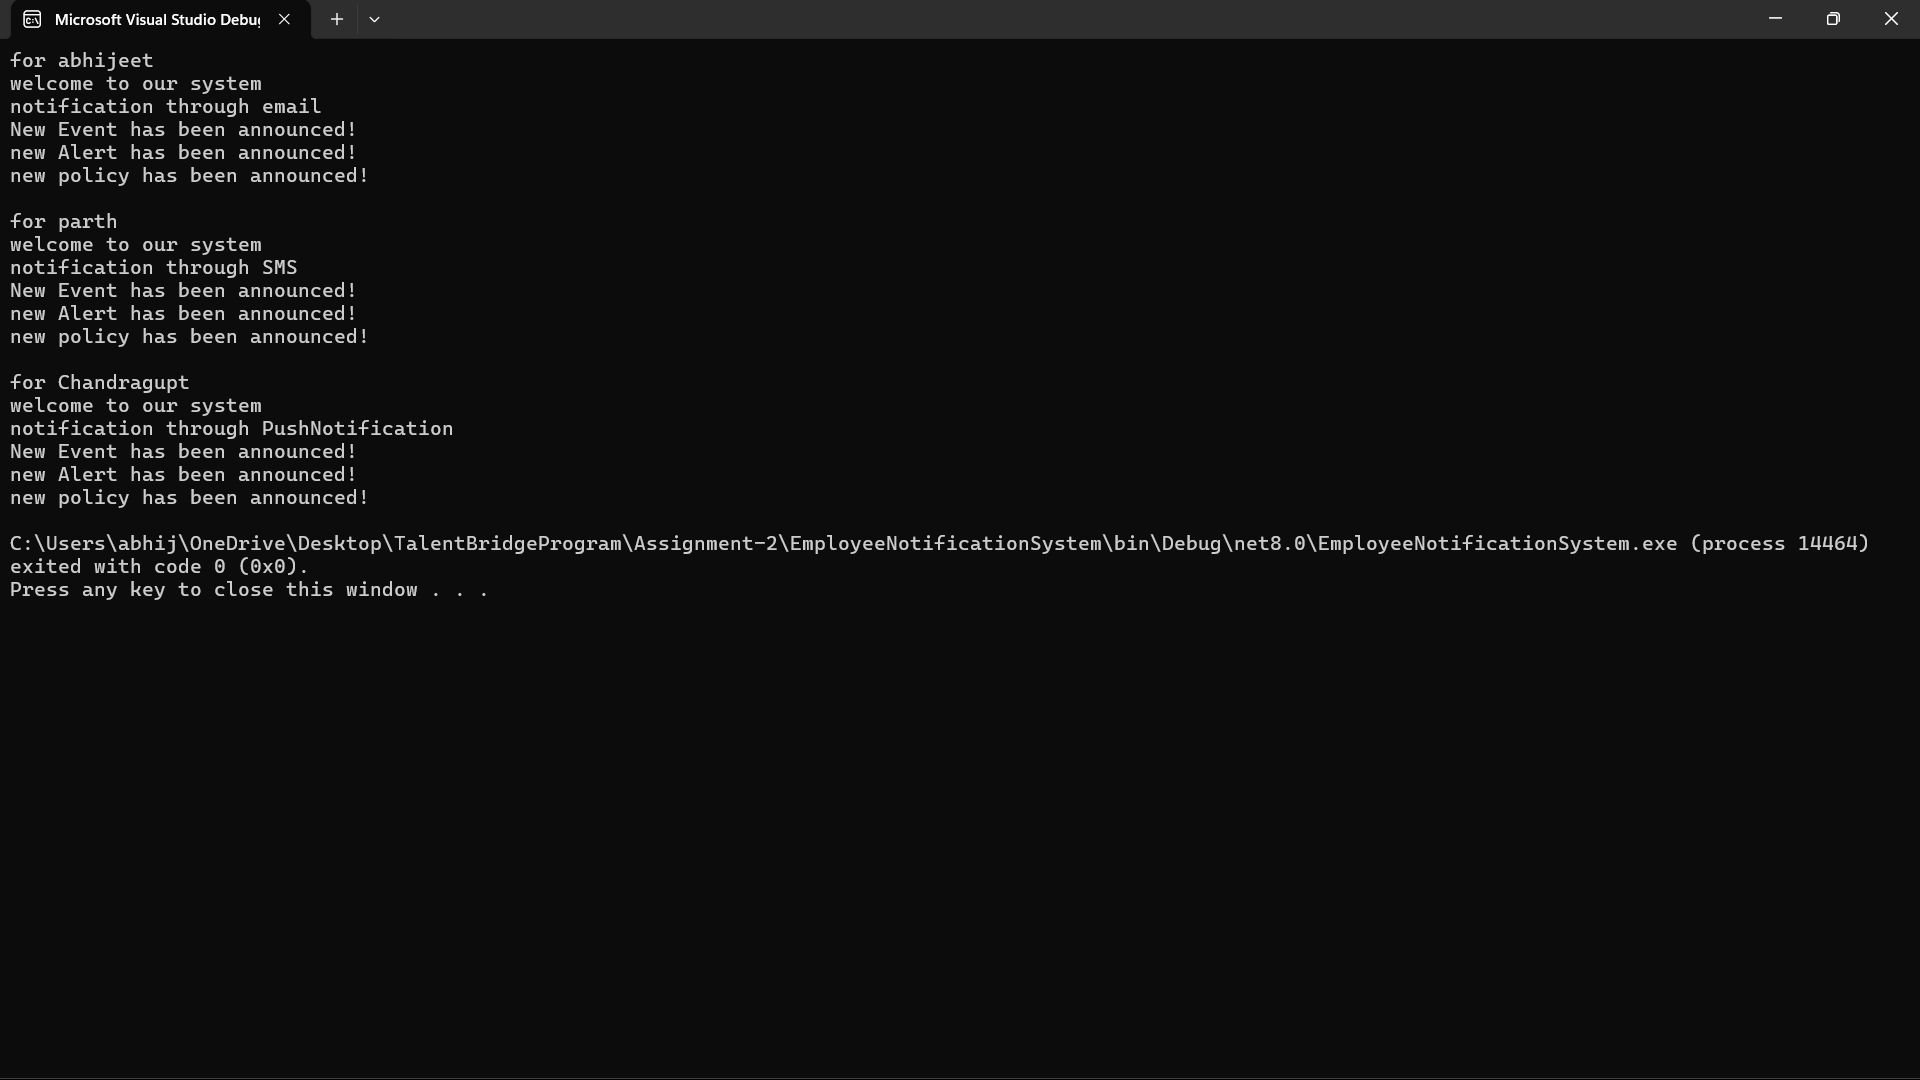 Microsoft Visual Studio Debu
for abhijeet
welcome to our system
notification through email
New Event has been announced!
new Alert has been announced!
new policy has been announced!
for parth
welcome to our system
notification through SMS
New Event has been announced!
new Alert has been announced!
new policy has been announced!
for Chandragupt
welcome to our system
notification through PushNotification
New Event has been announced!
new Alert has been announced!
new policy has been announced!
C:\Users\abhij\OneDrive\Desktop\TalentBridgeProgram\Assignment-2\EmployeeNotificationSystem\bin\Debug\net8.0\EmployeeNotificationSystem.exe (process 14464)
exited with code 0 (0x0).
Press any key to close this window . . .